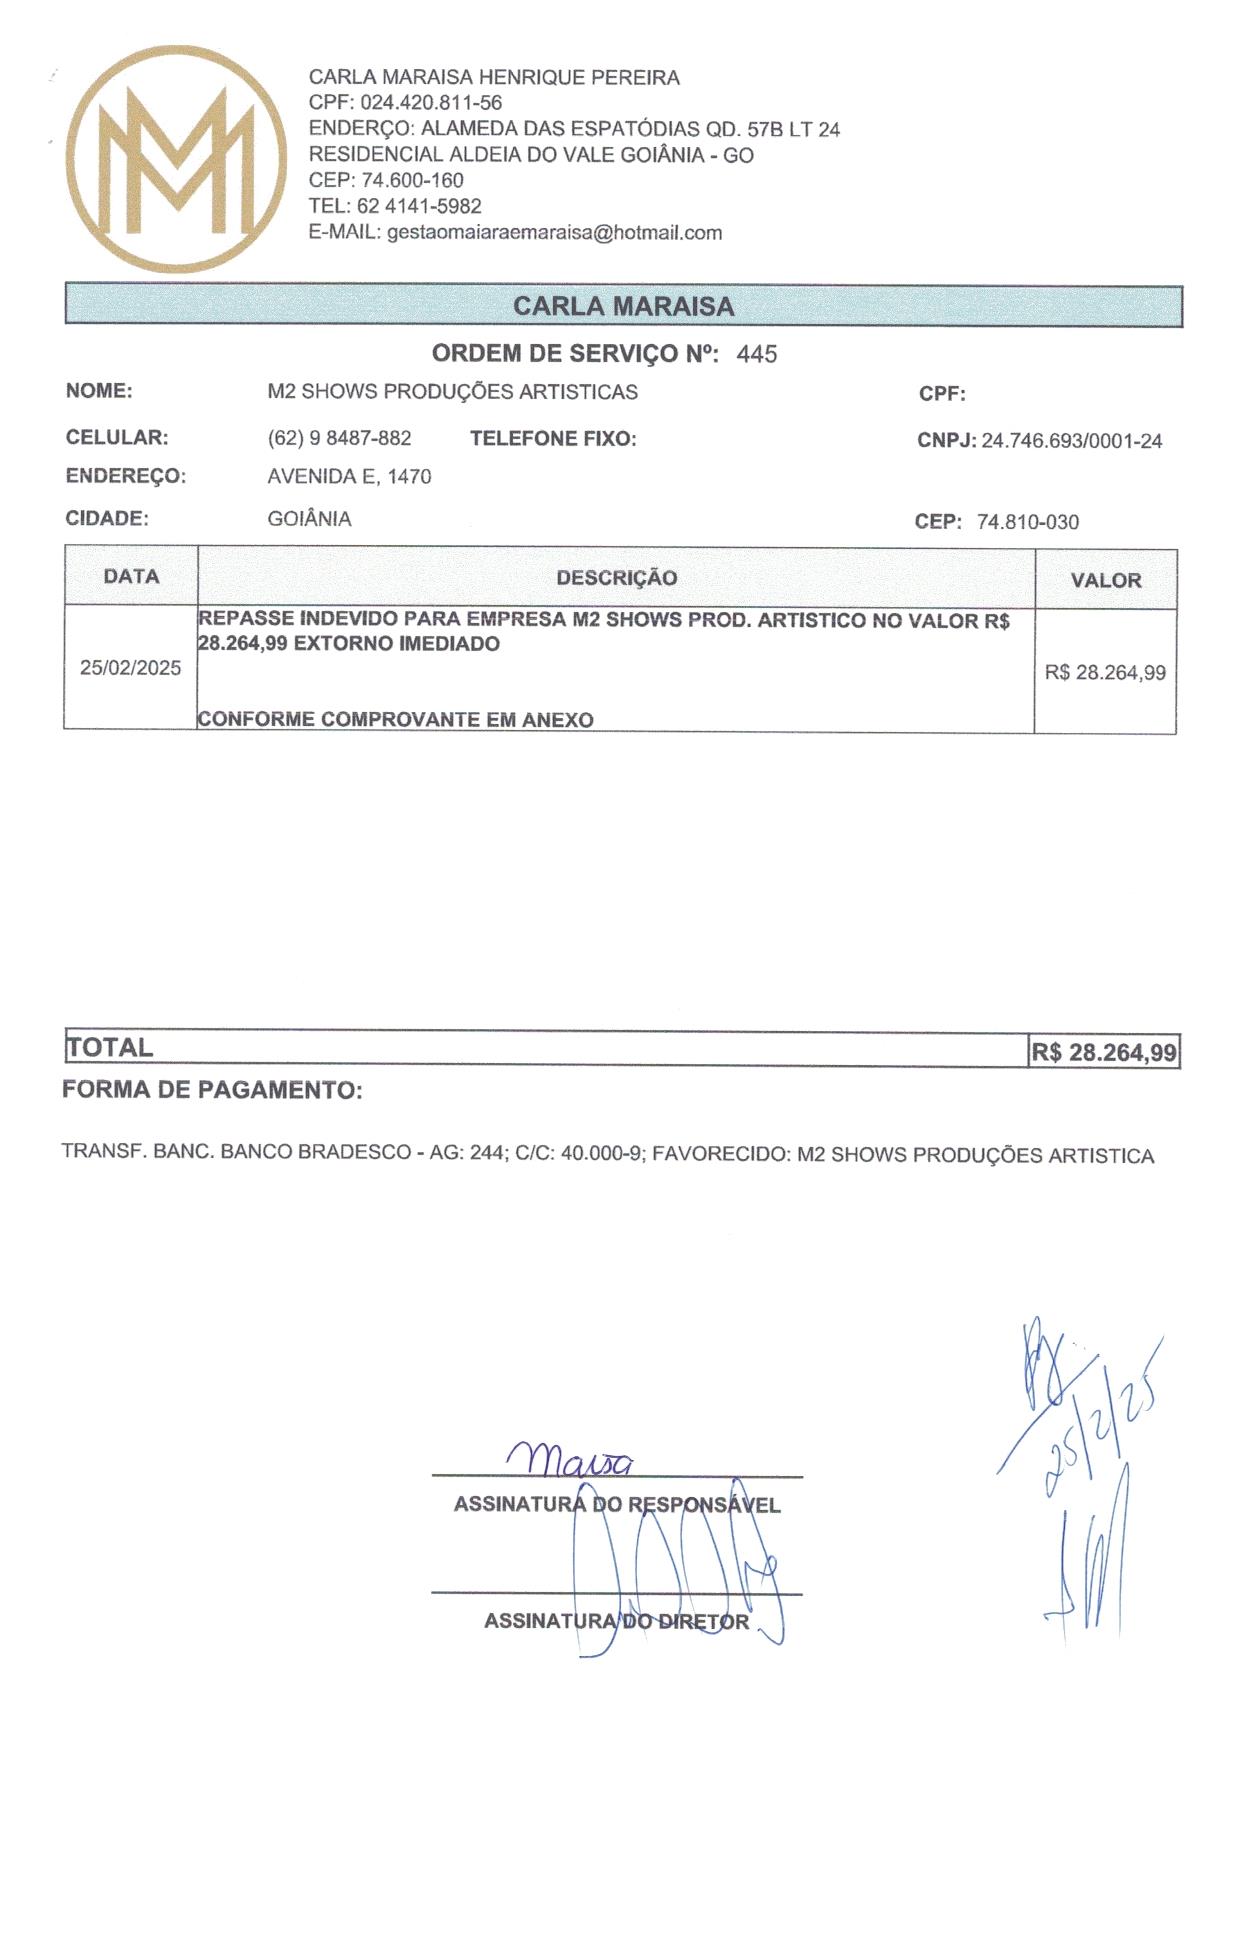 CARLA MARAISA HENRIQUE PEREIRA
CPF: 024.420.811-56
ENDERÇO: ALAMEDA DAS ESPATÓDIAS QD. 57B LT 24
RESIDENCIAL ALDEIA DO VALE GOIÂNIA - GO
CEP: 74.600-160
TEL: 62 4141-5982
E-MAIL: gestaomaiaraemaraisa@hotmail.com
CARLA MARAISA
ORDEM DE SERVIÇO Nº: 445
NOME: M2 SHOWS PRODUÇÕES ARTISTICAS CPF:
CELULAR: (62) 9 8487-882 TELEFONE FIXO: CNPJ: 24.746.693/0001-24
ENDEREÇO: AVENIDA E, 1470
CIDADE: GOIÂNIA CEP: 74.810-030
DATA DESCRIÇÃO VALOR
REPASSE INDEVIDO PARA EMPRESA M2 SHOWS PROD. ARTISTICO NO VALOR R$
28.264,99 EXTORNO IMEDIADO
25/02/2025 R$ 28.264,99
CONFORME COMPROVANTE EM ANEXO
TOTAL R$ 28.264,99
FORMA DE PAGAMENTO:
TRANSF. BANC. BANCO BRADESCO - AG: 244; C/C: 40.000-9; FAVORECIDO: M2 SHOWS PRODUÇÕES ARTISTICA
25/2/25
ASSINATURA DO RESPONSÁVEL
ASSINATURA DO DIRETOR